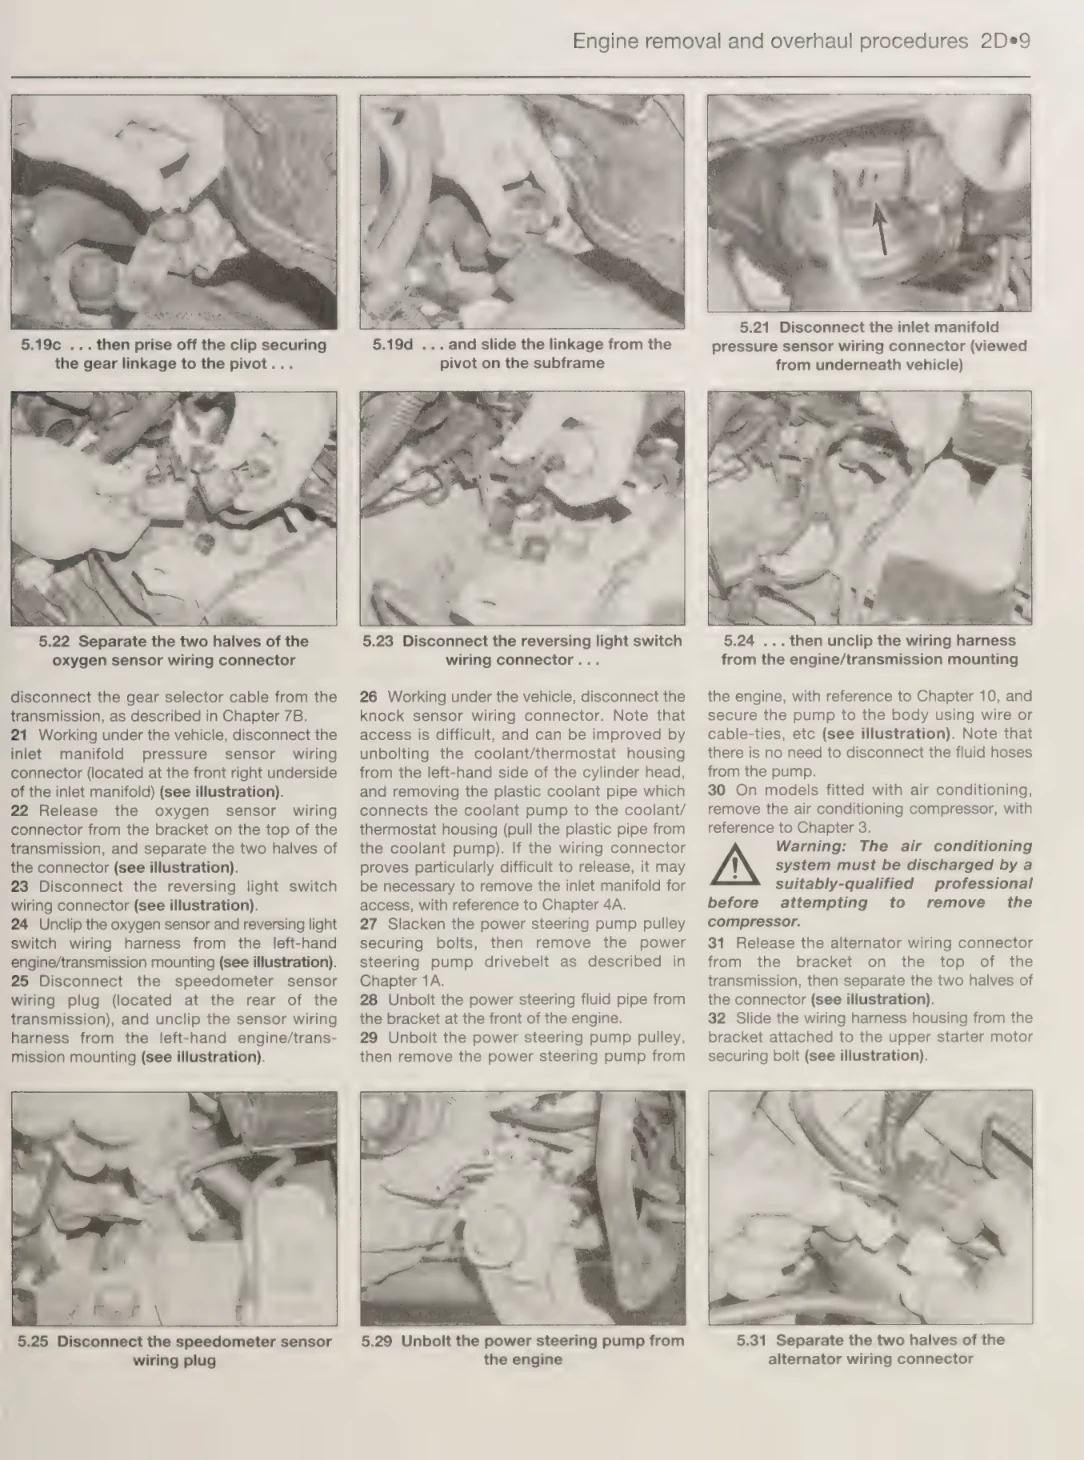 Engine removal and overhaul procedures 2D•9
5.19c . . . then prise off the clip securing
the gear linkage to the pivot . . .
5.19d . . . and slide the linkage from the
pivot on the subframe
5.21 Disconnect the inlet manifold
pressure sensor wiring connector (viewed
from underneath vehicle)
5.22 Separate the two halves of the
oxygen sensor wiring connector
5.23 Disconnect the reversing light switch
wiring connector . . .
5.24 . . . then unclip the wiring harness
from the engine/transmission mounting
disconnect the gear selector cable from the
transmission, as described in Chapter 7B.
21 Working under the vehicle, disconnect the
inlet manifold pressure sensor wiring
connector (located at the front right underside
of the inlet manifold) (see illustration).
22 Release the oxygen sensor wiring
connector from the bracket on the top of the
transmission, and separate the two halves of
the connector (see illustration).
23 Disconnect the reversing light switch
wiring connector (see illustration).
24 Unclip the oxygen sensor and reversing light
switch wiring harness from the left-hand
engine/transmission mounting (see illustration).
25 Disconnect the speedometer sensor
wiring plug (located at the rear of the
transmission), and unclip the sensor wiring
harness from the left-hand engine/trans-
mission mounting (see illustration).
26 Working under the vehicle, disconnect the
knock sensor wiring connector. Note that
access is difficult, and can be improved by
unbolting the coolant/thermostat housing
from the left-hand side of the cylinder head,
and removing the plastic coolant pipe which
connects the coolant pump to the coolant/
thermostat housing (pull the plastic pipe from
the coolant pump). If the wiring connector
proves particularly difficult to release, it may
be necessary to remove the inlet manifold for
access, with reference to Chapter 4A.
27 Slacken the power steering pump pulley
securing bolts, then remove the power
steering pump drivebelt as described in
Chapter 1A.
28 Unbolt the power steering fluid pipe from
the bracket at the front of the engine.
29 Unbolt the power steering pump pulley,
then remove the power steering pump from
the engine, with reference to Chapter 10, and
secure the pump to the body using wire or
cable-ties, etc (see illustration). Note that
there is no need to disconnect the fluid hoses
from the pump.
30 On models fitted with air conditioning,
remove the air conditioning compressor, with
reference to Chapter 3.
Warning: The air conditioning
system must be discharged by a
suitably-qualified professional
before attempting to remove the
compressor.
31 Release the alternator wiring connector
from the bracket on the top of the
transmission, then separate the two halves of
the connector (see illustration).
32 Slide the wiring harness housing from the
bracket attached to the upper starter motor
securing bolt (see illustration).
5.25 Disconnect the speedometer sensor
wiring plug
5.29 Unbolt the power steering pump from
the engine
5.31 Separate the two halves of the
alternator wiring connector